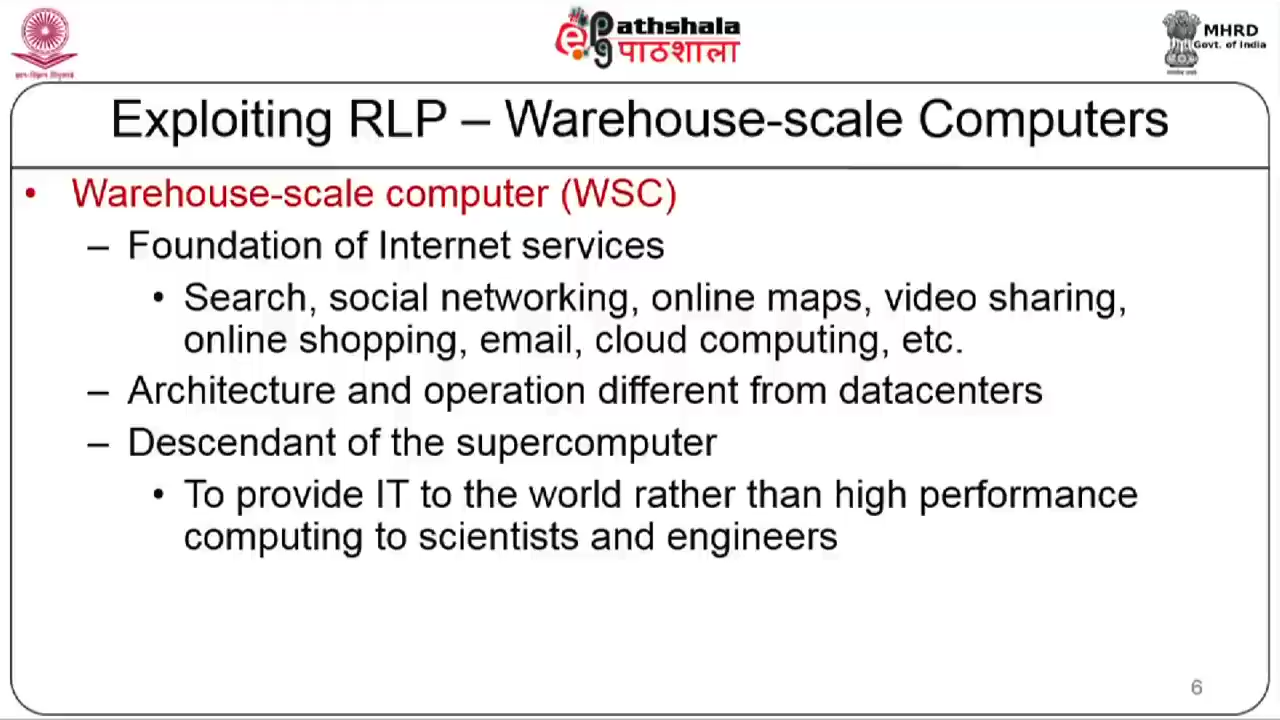 ePathshala
पाठशाला
MHRD
Govt. of India
Exploiting RLP – Warehouse-scale Computers
• Warehouse-scale computer (WSC)
– Foundation of Internet services
• Search, social networking, online maps, video sharing,
online shopping, email, cloud computing, etc.
– Architecture and operation different from datacenters
– Descendant of the supercomputer
• To provide IT to the world rather than high performance
computing to scientists and engineers
6